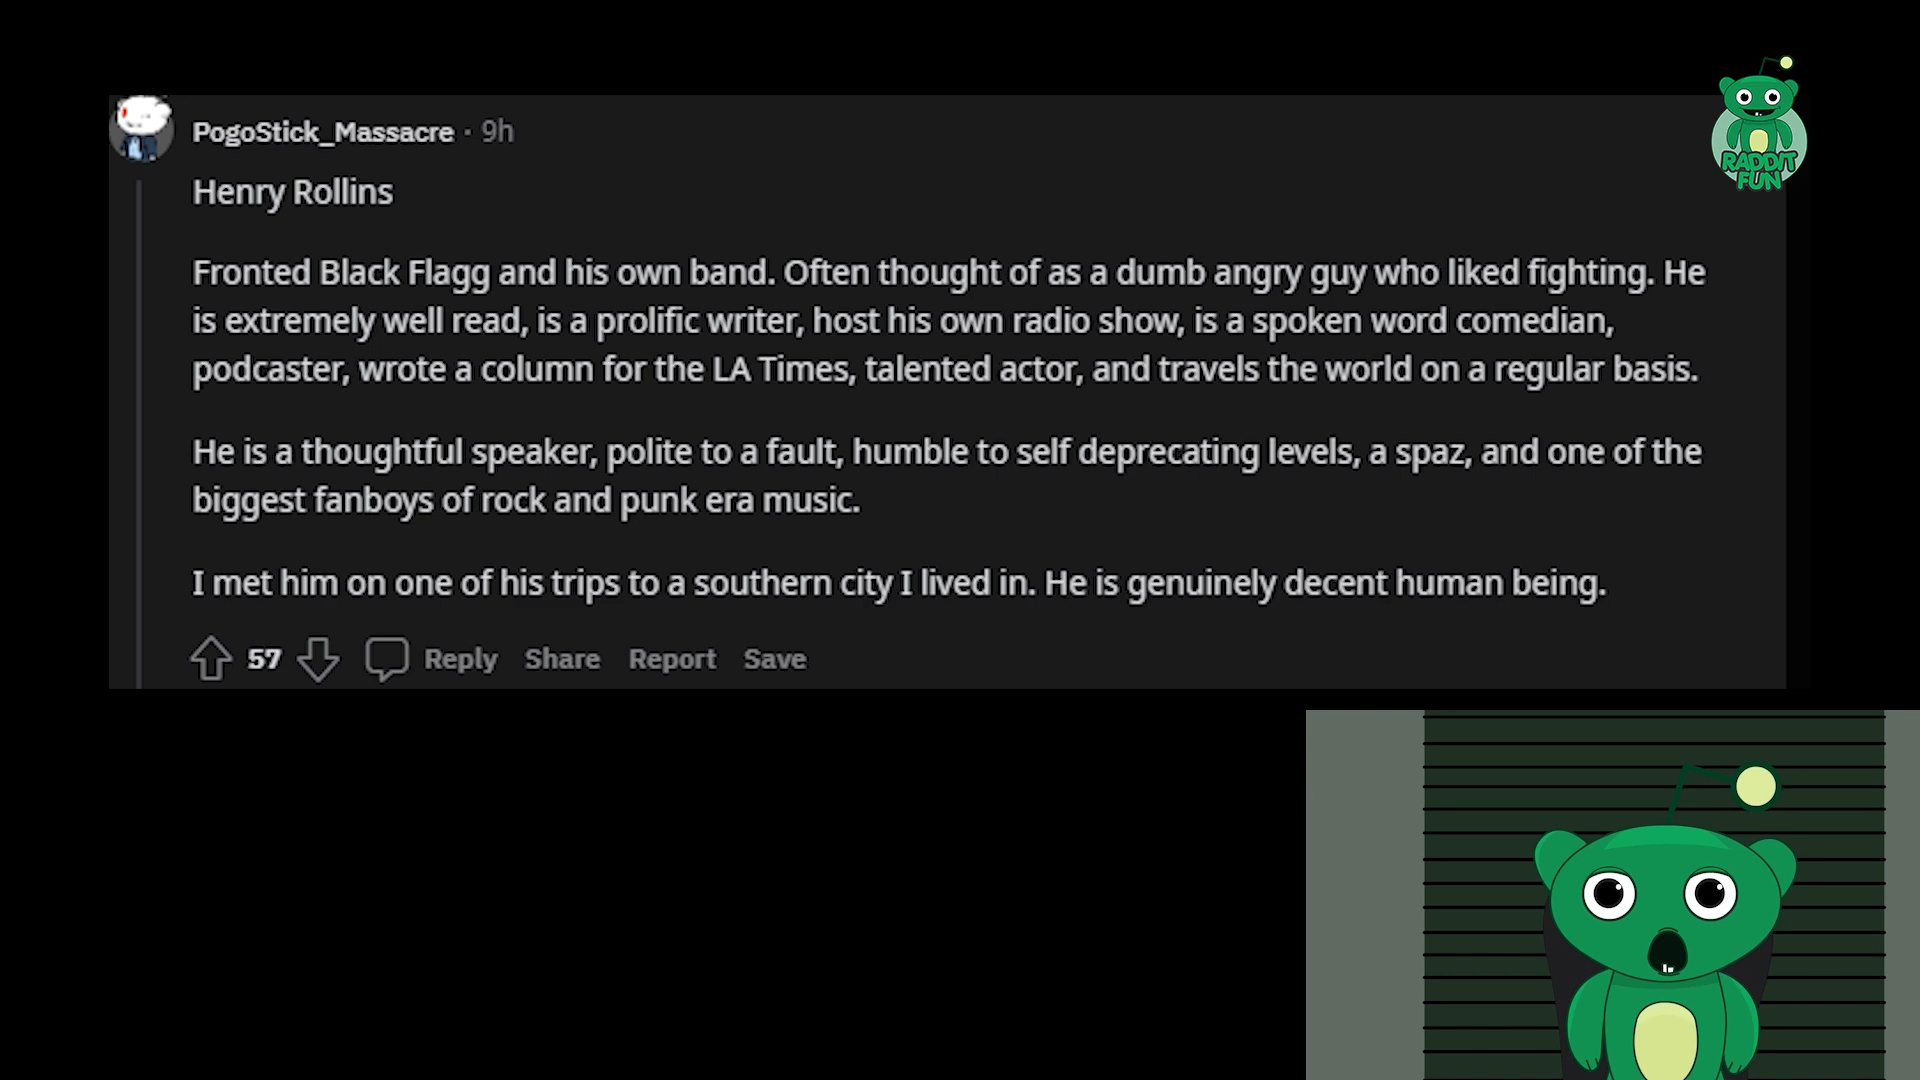 PogoStick_Massacre · 9h
RADDIT
FUN
Henry Rollins
Fronted Black Flagg and his own band. Often thought of as a dumb angry guy who liked fighting. He
is extremely well read, is a prolific writer, host his own radio show, is a spoken word comedian,
podcaster, wrote a column for the LA Times, talented actor, and travels the world on a regular basis.
He is a thoughtful speaker, polite to a fault, humble to self deprecating levels, a spaz, and one of the
biggest fanboys of rock and punk era music.
I met him on one of his trips to a southern city I lived in. He is genuinely decent human being.
57 Reply Share Report Save